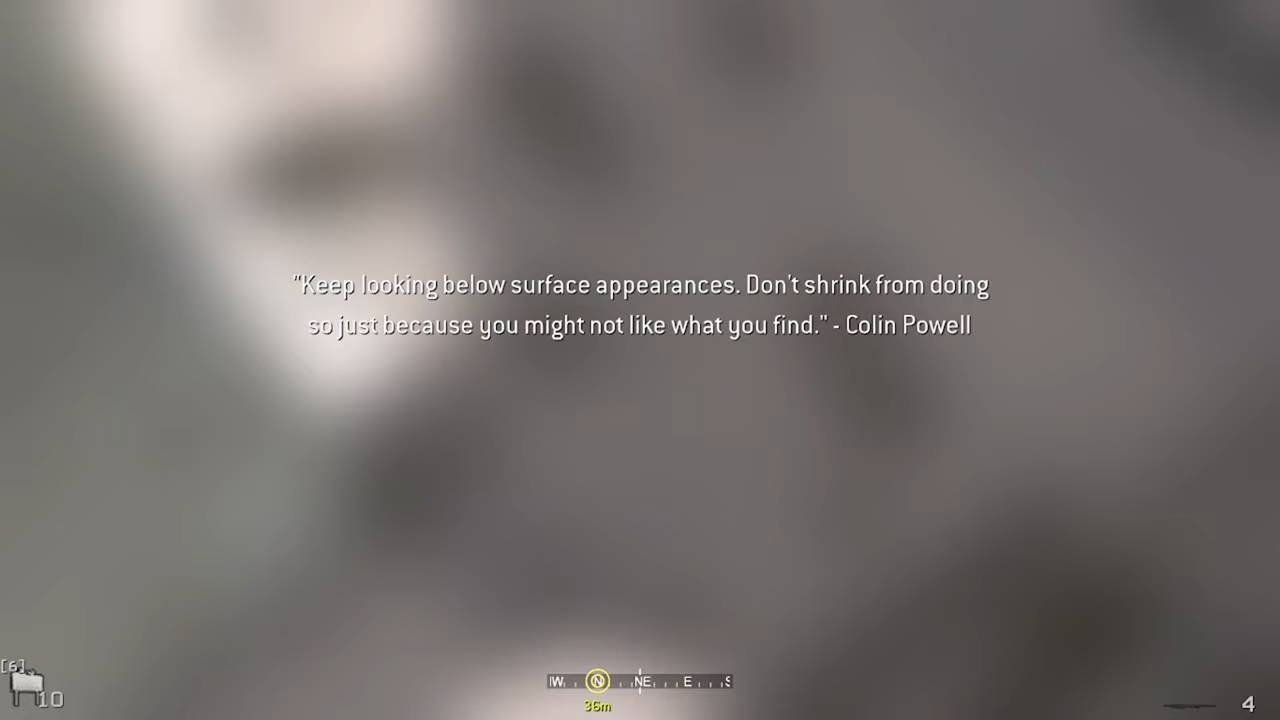 "Keep looking below surface appearances. Don't shrink from doing
so just because you might not like what you find." - Colin Powell
[6]
10
W N NE E S
36m
4